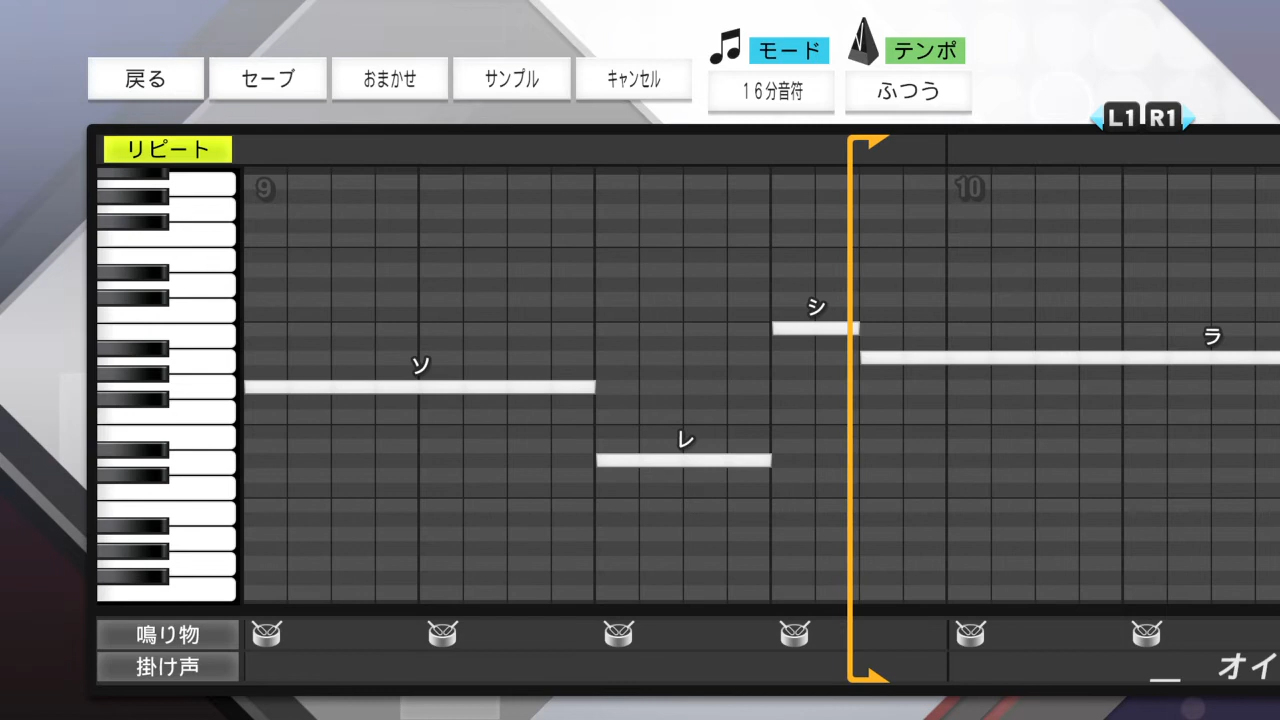 モード
テンポ
戻る
セーブ
おまかせ
サンプル
キャンセル
16分音符
ふつう
L1 R1
リピート
9
10
シ
ラ
ソ
レ
鳴り物
掛け声
オイ